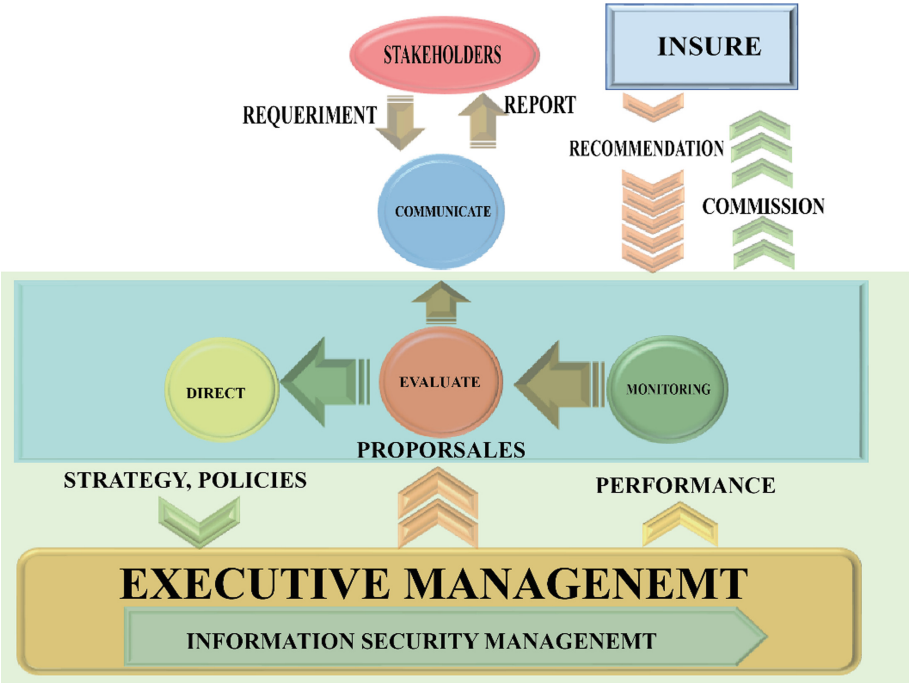 STAKEHOLDERS
INSURE
REQUERIMENT
REPORT
RECOMMENDATION
COMMISSION
COMMUNICATE
DIRECT
EVALUATE
MONITORING
PROPORSALES
STRATEGY, POLICIES
PERFORMANCE
EXECUTIVE MANAGENEMT
INFORMATION SECURITY MANAGENEMT